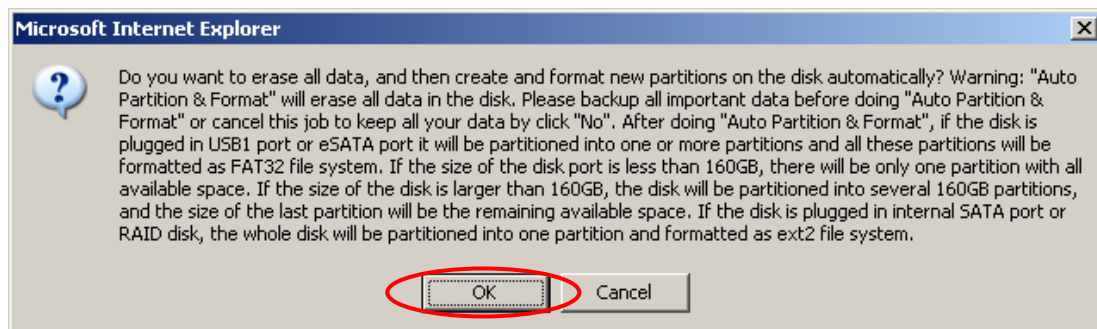 Microsoft Internet Explorer
Do you want to erase all data, and then create and format new partitions on the disk automatically? Warning: "Auto
Partition & Format" will erase all data in the disk. Please backup all important data before doing "Auto Partition &
Format" or cancel this job to keep all your data by click "No". After doing "Auto Partition & Format", if the disk is
plugged in USB1 port or eSATA port it will be partitioned into one or more partitions and all these partitions will be
formatted as FAT32 file system. If the size of the disk port is less than 160GB, there will be only one partition with all
available space. If the size of the disk is larger than 160GB, the disk will be partitioned into several 160GB partitions,
and the size of the last partition will be the remaining available space. If the disk is plugged in internal SATA port or
RAID disk, the whole disk will be partitioned into one partition and formatted as ext2 file system.
OK Cancel